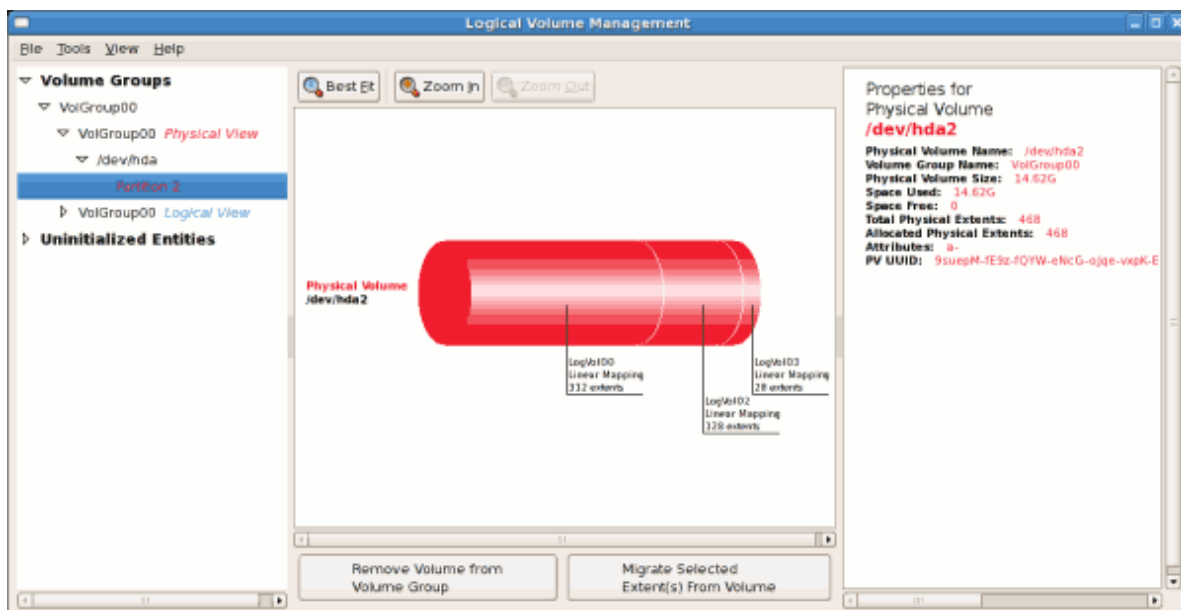 Logical Volume Management
File Tools View Help
Volume Groups
VolGroup00
VolGroup00 Physical View
/dev/hda
Partition 2
VolGroup00 Logical View
Uninitialized Entities
Best Fit
Zoom In
Zoom Out
Physical Volume
/dev/hda2
LogVol00
Linear Mapping
312 extents
LogVol03
Linear Mapping
28 extents
LogVol02
Linear Mapping
128 extents
Remove Volume from
Volume Group
Migrate Selected
Extent(s) From Volume
Properties for
Physical Volume
/dev/hda2
Physical Volume Name: /dev/hda2
Volume Group Name: VolGroup00
Physical Volume Size: 14.62G
Space Used: 14.62G
Space Free: 0
Total Physical Extents: 468
Allocated Physical Extents: 468
Attributes: a-
PV UUID: